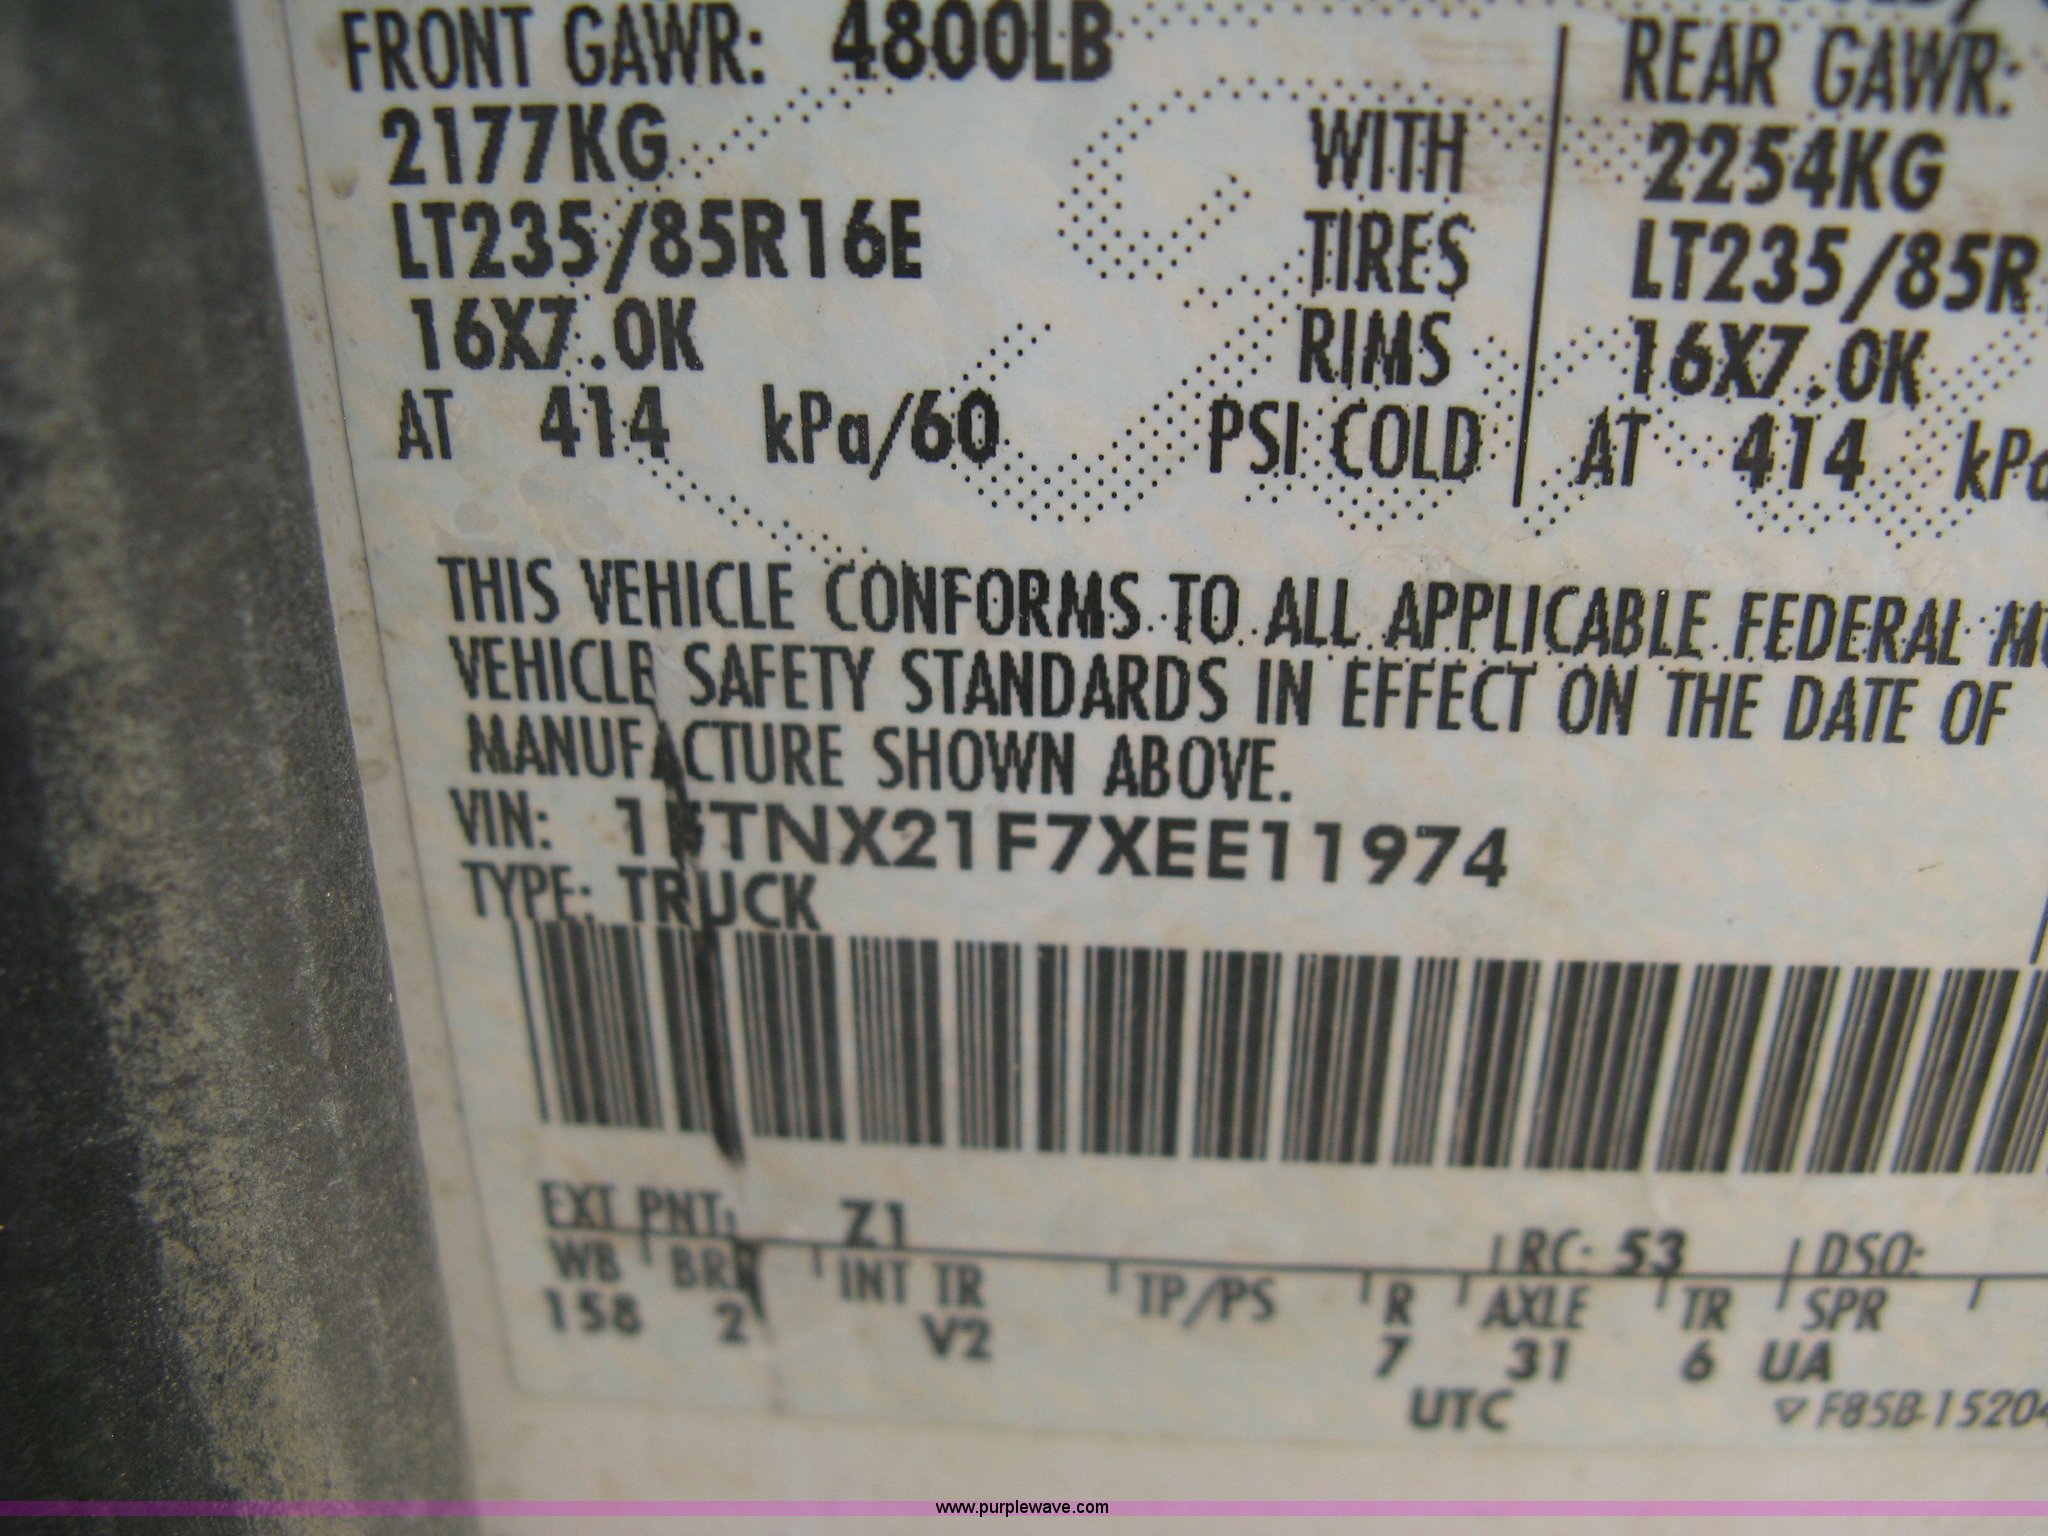 FRONT GAWR: 4800LB REAR GAWR:
2177KG WITH 2254KG
LT235/85R16E TIRES LT235/85R
16X7.0K RIMS 16X7.0K
AT 414 kPa/60 PSI COLD AT 414 kPa
THIS VEHICLE CONFORMS TO ALL APPLICABLE FEDERAL
VEHICLE SAFETY STANDARDS IN EFFECT ON THE DATE OF
MANUFACTURE SHOWN ABOVE.
VIN: 1FTNX21F7XEE11974
TYPE: TRUCK
EXT PNT: Z1 RC: 53 DSO:
WB BRK INT TR TP/PS R AXLE TR SPR
158 2 V2 7 31 6 UA
UTC ▽ F85B-15204
www.purplewave.com